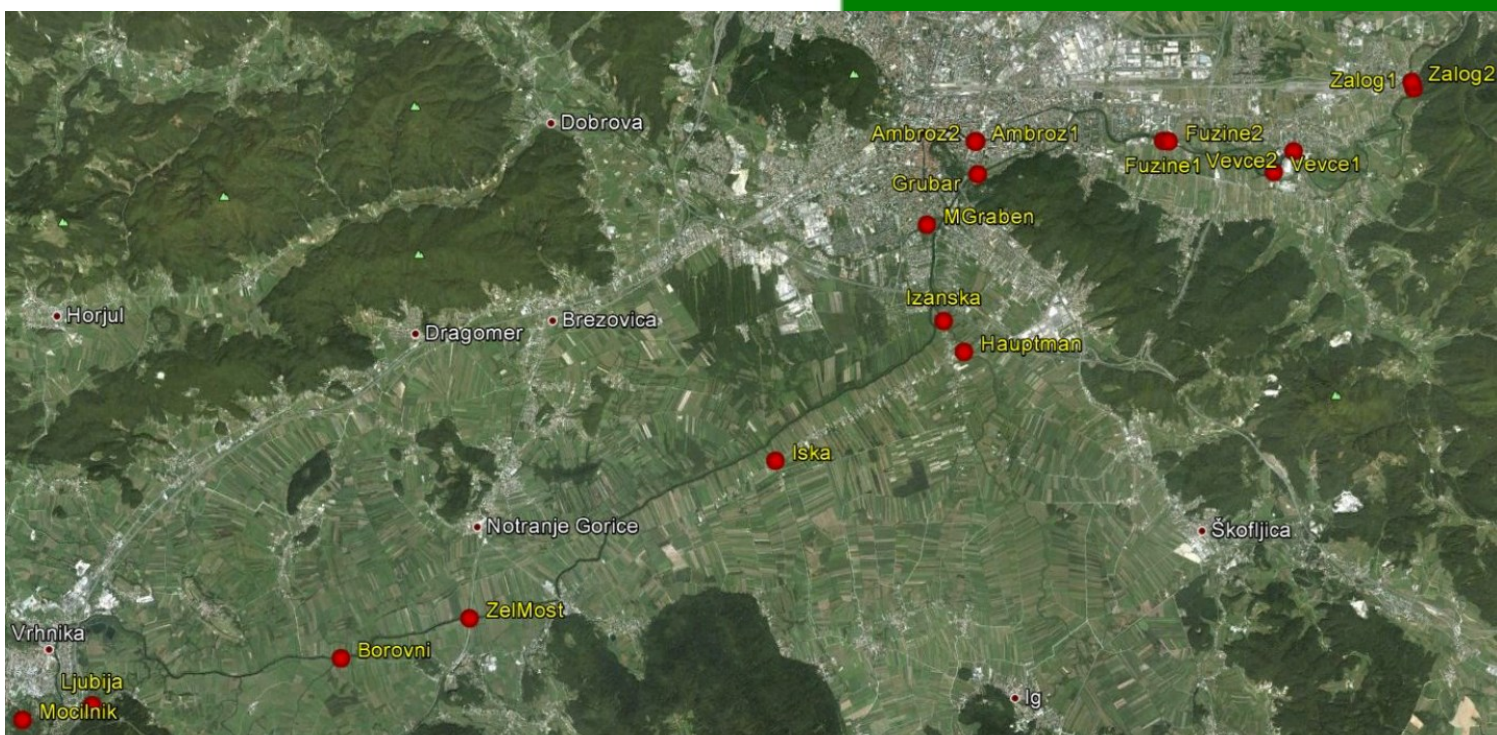 Zalog1
Zalog2
Dobrova
Ambroz2
Ambroz1
Fuzine2
Fuzine1
Vevce2
Vevce1
Grubar
MGraben
Izanska
Horjul
Dragomer
Brezovica
Hauptman
Iska
Notranje Gorice
Škofljica
ZelMost
Vrhnika
Borovni
Ljubija
Mocilnik
Ig